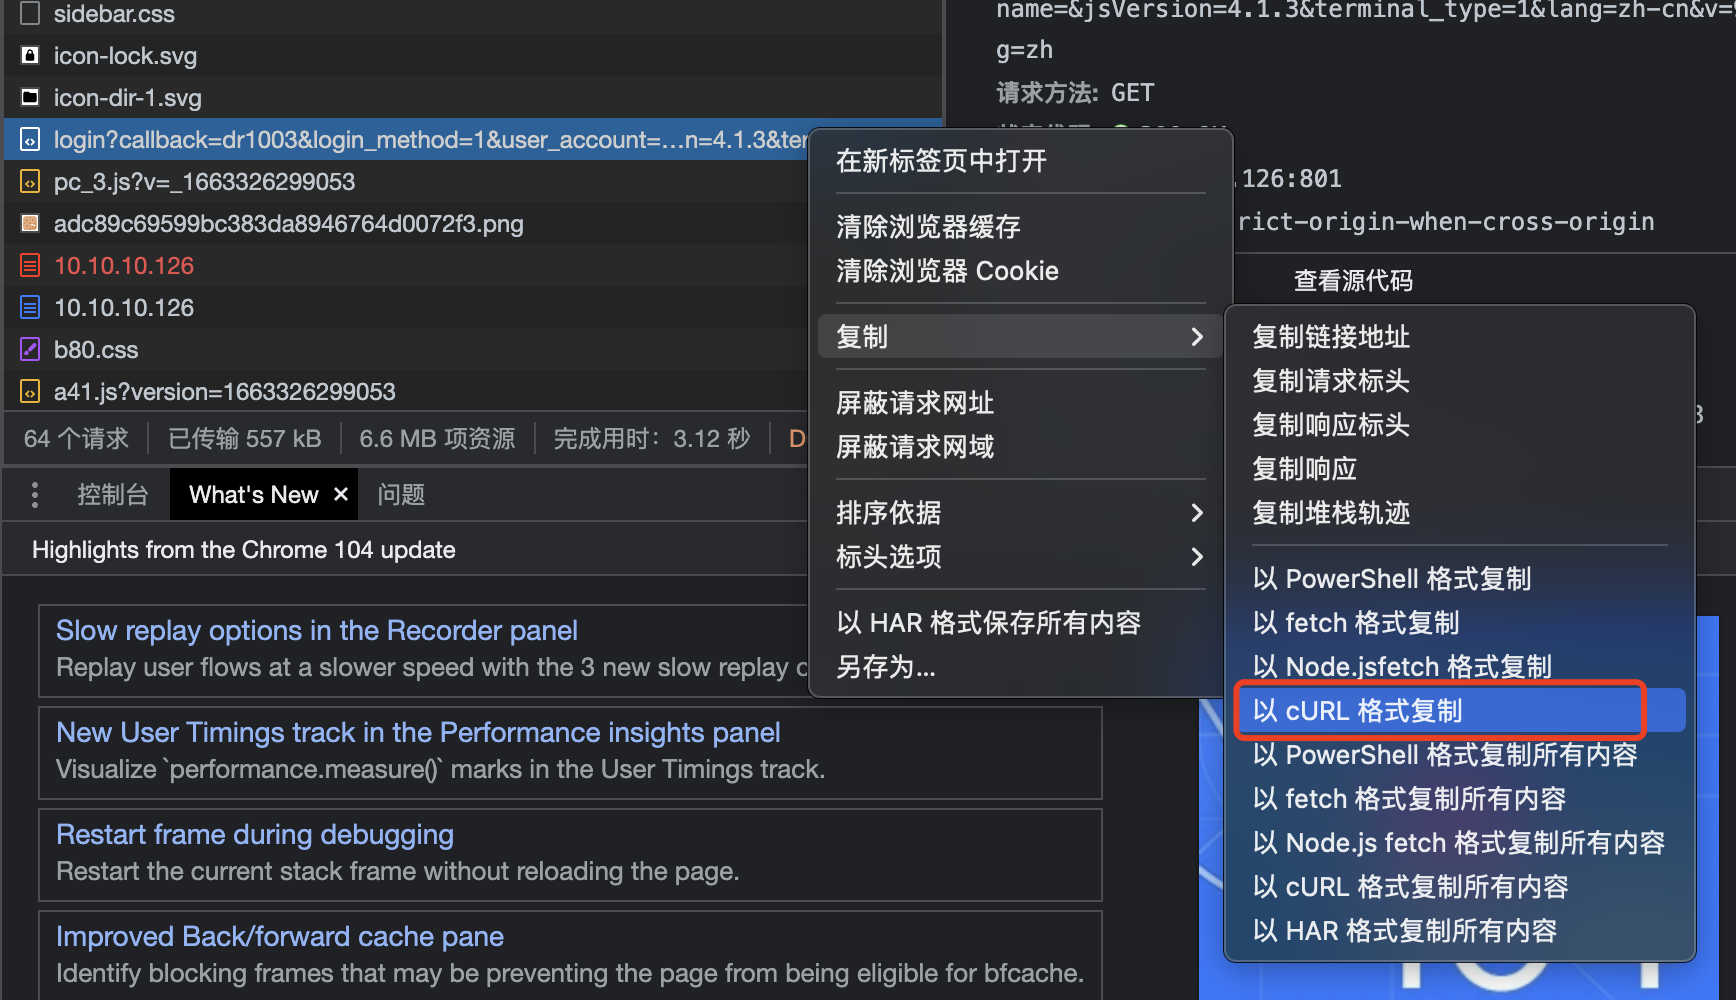 sidebar.css
icon-lock.svg
icon-dir-1.svg
login?callback=dr1003&login_method=1&user_account=…n=4.1.3&ter
pc_3.js?v=_1663326299053
adc89c69599bc383da8946764d0072f3.png
10.10.10.126
10.10.10.126
b80.css
a41.js?version=1663326299053
64 个请求
已传输 557 kB
6.6 MB 项资源
完成用时：3.12 秒
D
控制台
What's New ×
问题
Highlights from the Chrome 104 update
Slow replay options in the Recorder panel
Replay user flows at a slower speed with the 3 new slow replay
New User Timings track in the Performance insights panel
Visualize `performance.measure()` marks in the User Timings track.
Restart frame during debugging
Restart the current stack frame without reloading the page.
Improved Back/forward cache pane
Identify blocking frames that may be preventing the page from being eligible for bfcache.
name=&jsVersion=4.1.3&terminal_type=1&lang=zh-cn&v=
g=zh
请求方法: GET
.126:801
rict-origin-when-cross-origin
查看源代码
在新标签页中打开
清除浏览器缓存
清除浏览器 Cookie
复制
屏蔽请求网址
屏蔽请求网域
排序依据
标头选项
以 HAR 格式保存所有内容
另存为...
复制链接地址
复制请求标头
复制响应标头
复制响应
复制堆栈轨迹
以 PowerShell 格式复制
以 fetch 格式复制
以 Node.jsfetch 格式复制
以 cURL 格式复制
以 PowerShell 格式复制所有内容
以 fetch 格式复制所有内容
以 Node.js fetch 格式复制所有内容
以 cURL 格式复制所有内容
以 HAR 格式复制所有内容